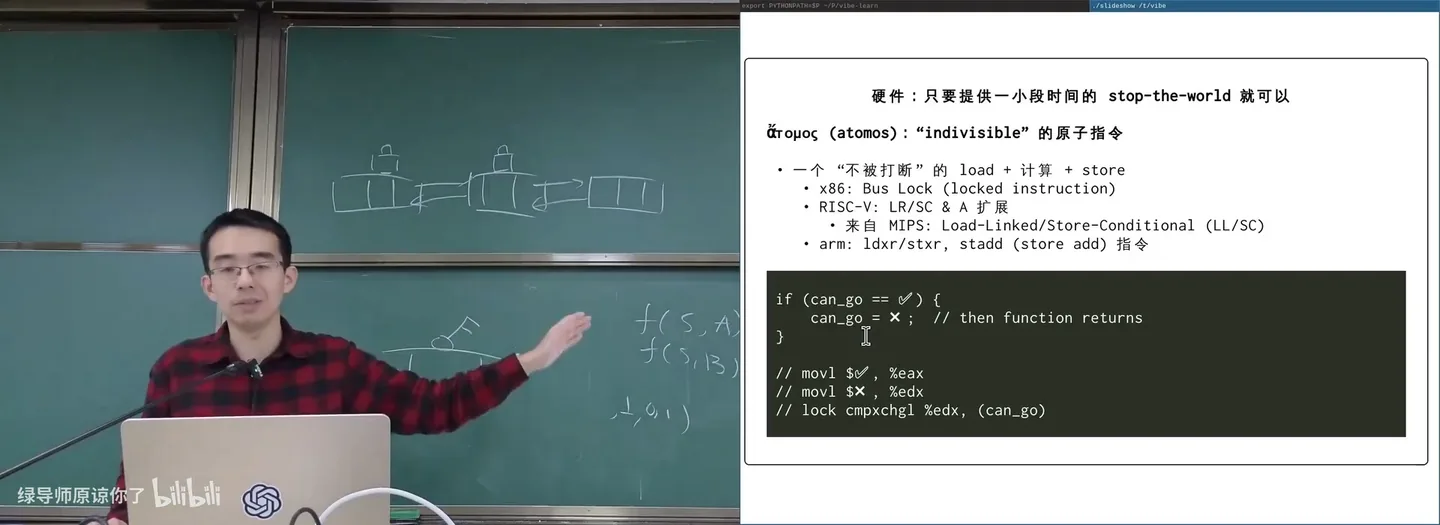 export PYTHONPATH=$P ~/P/vibe-learn
./slideshow /t/vibe
硬件：只要提供一小段时间的 stop-the-world 就可以
ἄτομος (atomos)：“indivisible” 的原子指令
• 一个 “不被打断” 的 load + 计算 + store
• x86: Bus Lock (locked instruction)
• RISC-V: LR/SC & A 扩展
• 来自 MIPS: Load-Linked/Store-Conditional (LL/SC)
• arm: ldxr/stxr, stadd (store add) 指令
if (can_go == ✅) {
can_go = ❌; // then function returns
}
// movl $✅, %eax
// movl $❌, %edx
// lock cmpxchgl %edx, (can_go)
f(S, A)
f(S, B)
,1,0,1)
绿导师原谅你了 bilibili